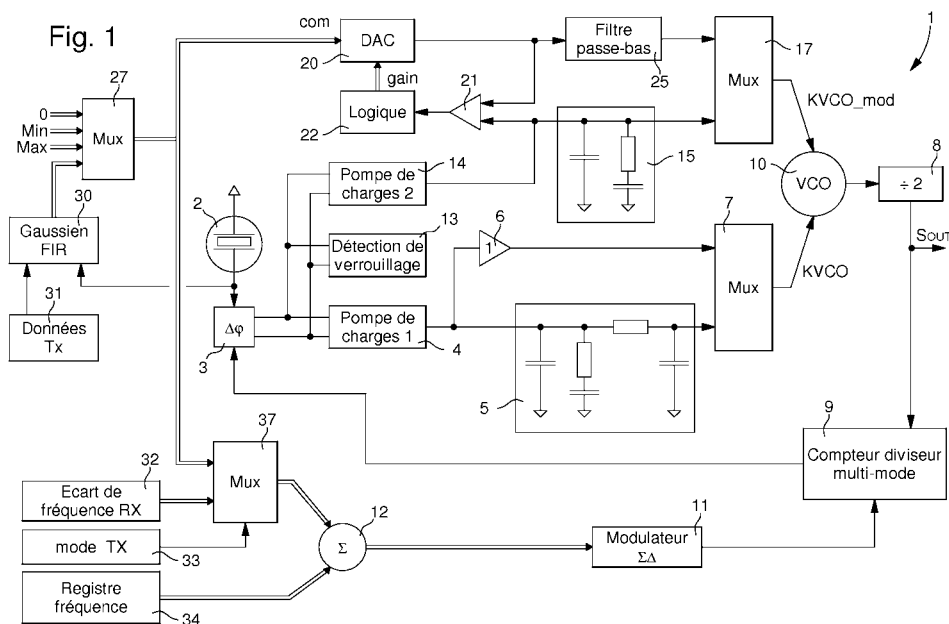 Fig. 1
1
com
DAC
20
gain
Logique
22
21
Filtre
passe-bas
25
17
Mux
KVCO_mod
27
0
Min
Max
Mux
15
14
Pompe de
charges 2
10
VCO
8
÷ 2
30
Gaussien
FIR
2
13
Détection de
verrouillage
6
1
7
Mux
KVCO
SOUT
31
Données
Tx
Δφ
3
Pompe de
charges 1
4
5
9
Compteur diviseur
multi-mode
37
Mux
32
Ecart de
fréquence RX
mode TX
33
Registre
fréquence
34
12
Σ
11
Modulateur
ΣΔ